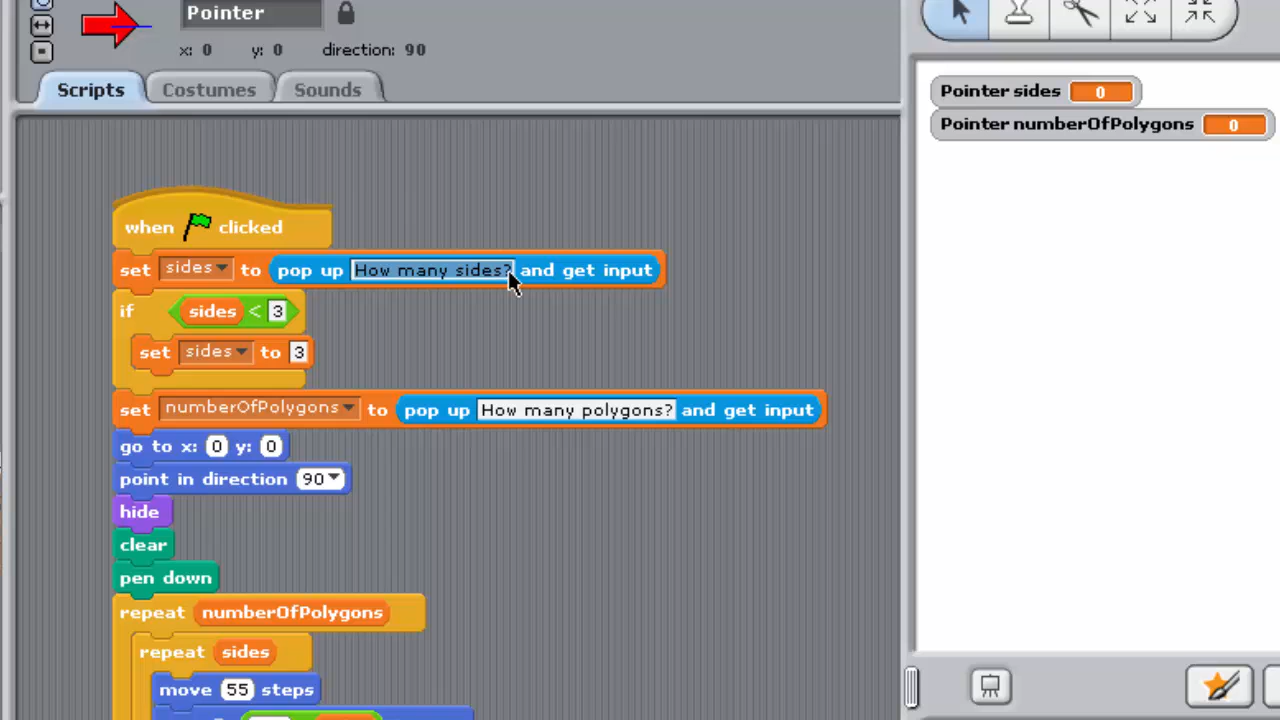 Pointer
x: 0 y: 0 direction: 90
Scripts Costumes Sounds
Pointer sides 0
Pointer numberOfPolygons 0
when clicked
set sides to pop up How many sides? and get input
if sides < 3
set sides to 3
set numberOfPolygons to pop up How many polygons? and get input
go to x: 0 y: 0
point in direction 90
hide
clear
pen down
repeat numberOfPolygons
repeat sides
move 55 steps